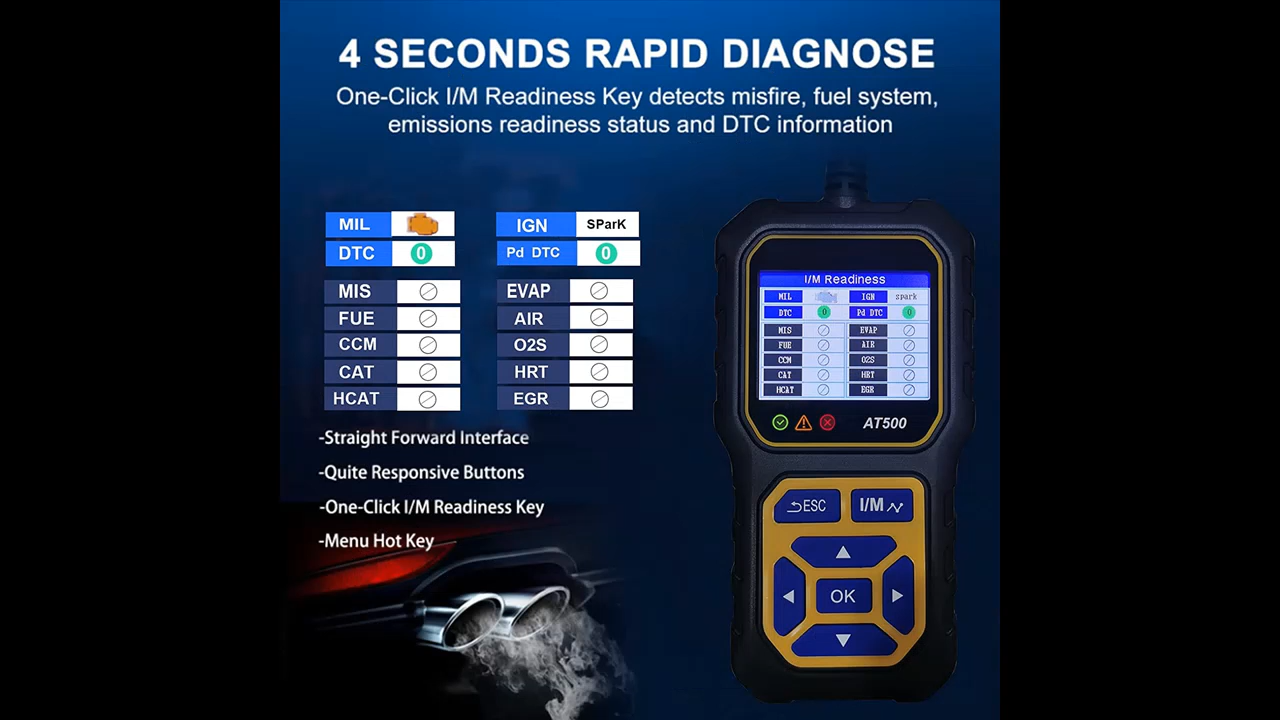 4 SECONDS RAPID DIAGNOSE
One-Click I/M Readiness Key detects misfire, fuel system,
emissions readiness status and DTC information
MIL
IGN SParK
DTC 0
Pd DTC 0
MIS
EVAP
FUE
AIR
CCM
O2S
CAT
HRT
HCAT
EGR
-Straight Forward Interface
-Quite Responsive Buttons
-One-Click I/M Readiness Key
-Menu Hot Key
I/M Readiness
MIL IGN spark
DTC 0 Pd DTC 0
MIS EVAP
FUE AIR
CCM O2S
CAT HRT
HCAT EGR
AT500
ESC I/M
OK